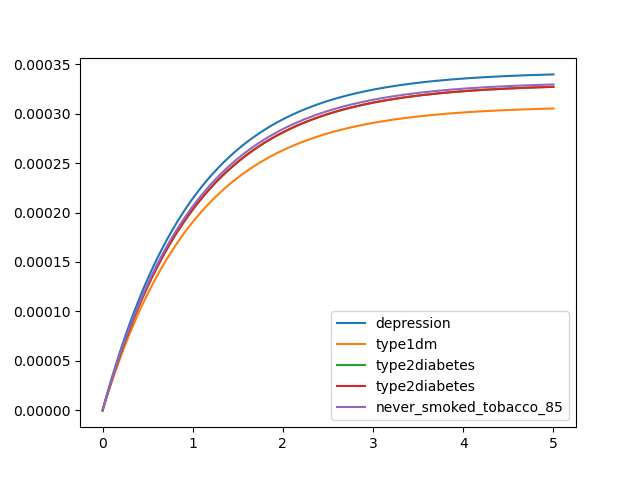 0.00035
0.00030
0.00025
0.00020
0.00015
0.00010
0.00005
0.00000
depression
type1dm
type2diabetes
type2diabetes
never_smoked_tobacco_85
0 1 2 3 4 5